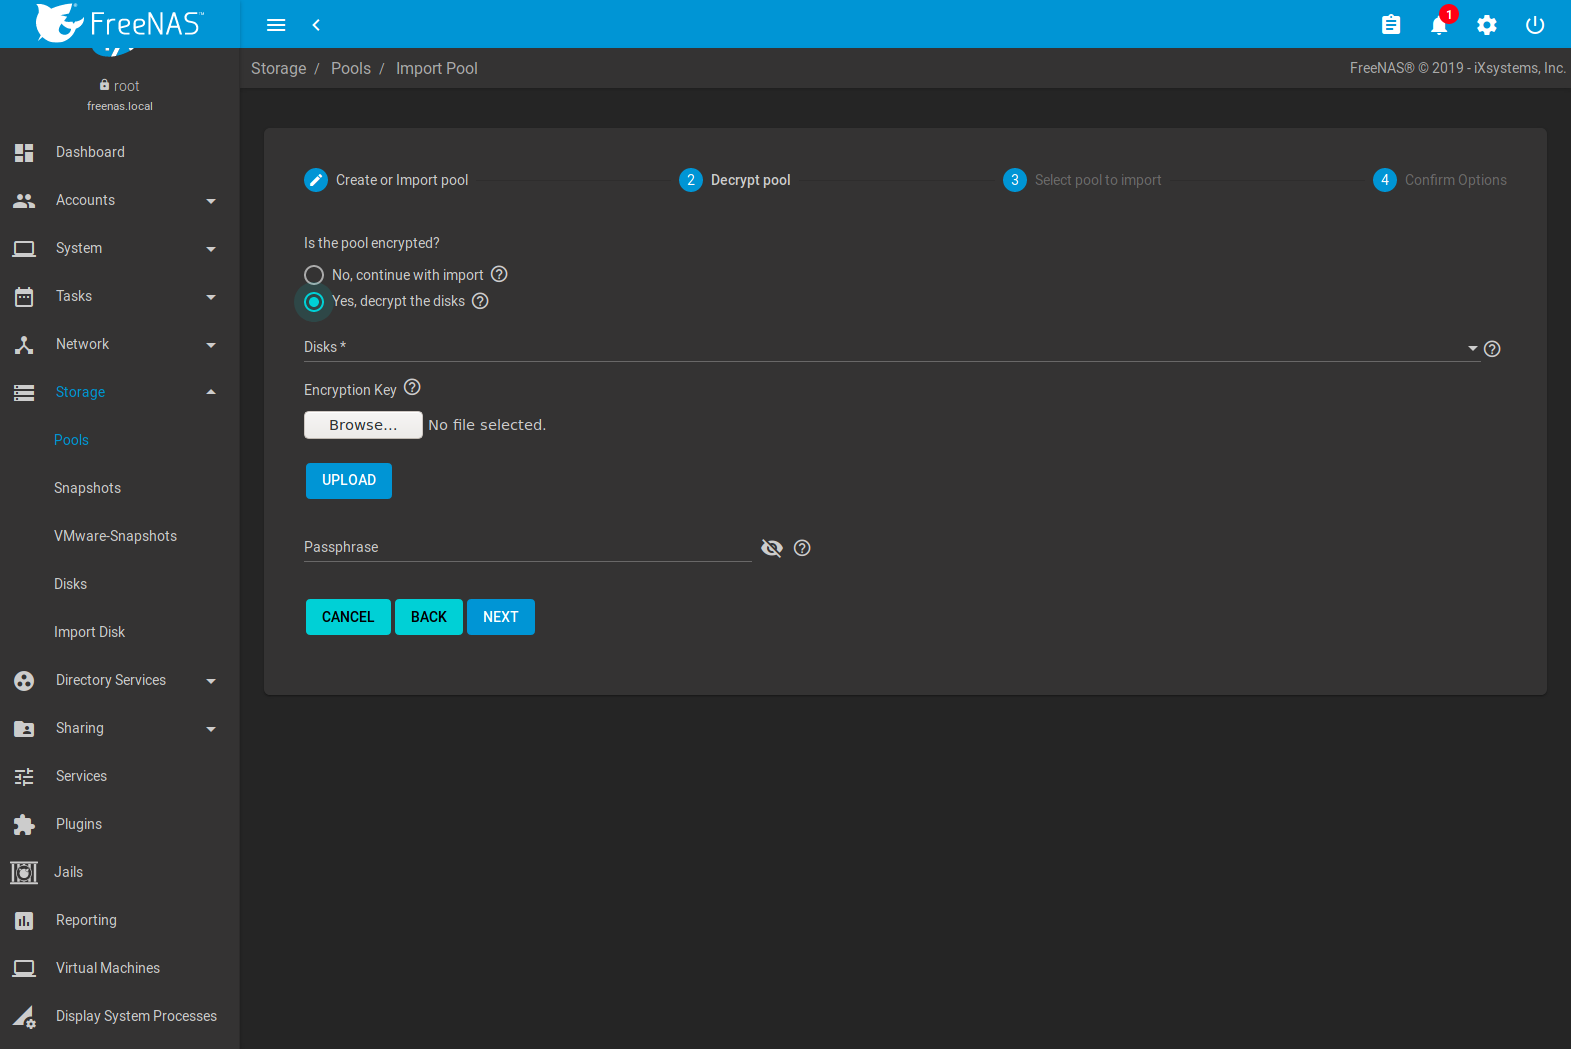 FreeNAS™
1
root
freenas.local
Storage / Pools / Import Pool
FreeNAS® © 2019 - iXsystems, Inc.
Dashboard
Accounts
System
Tasks
Network
Storage
Pools
Snapshots
VMware-Snapshots
Disks
Import Disk
Directory Services
Sharing
Services
Plugins
Jails
Reporting
Virtual Machines
Display System Processes
Create or Import pool
2 Decrypt pool
3 Select pool to import
4 Confirm Options
Is the pool encrypted?
No, continue with import
Yes, decrypt the disks
Disks *
Encryption Key
Browse... No file selected.
UPLOAD
Passphrase
CANCEL BACK NEXT